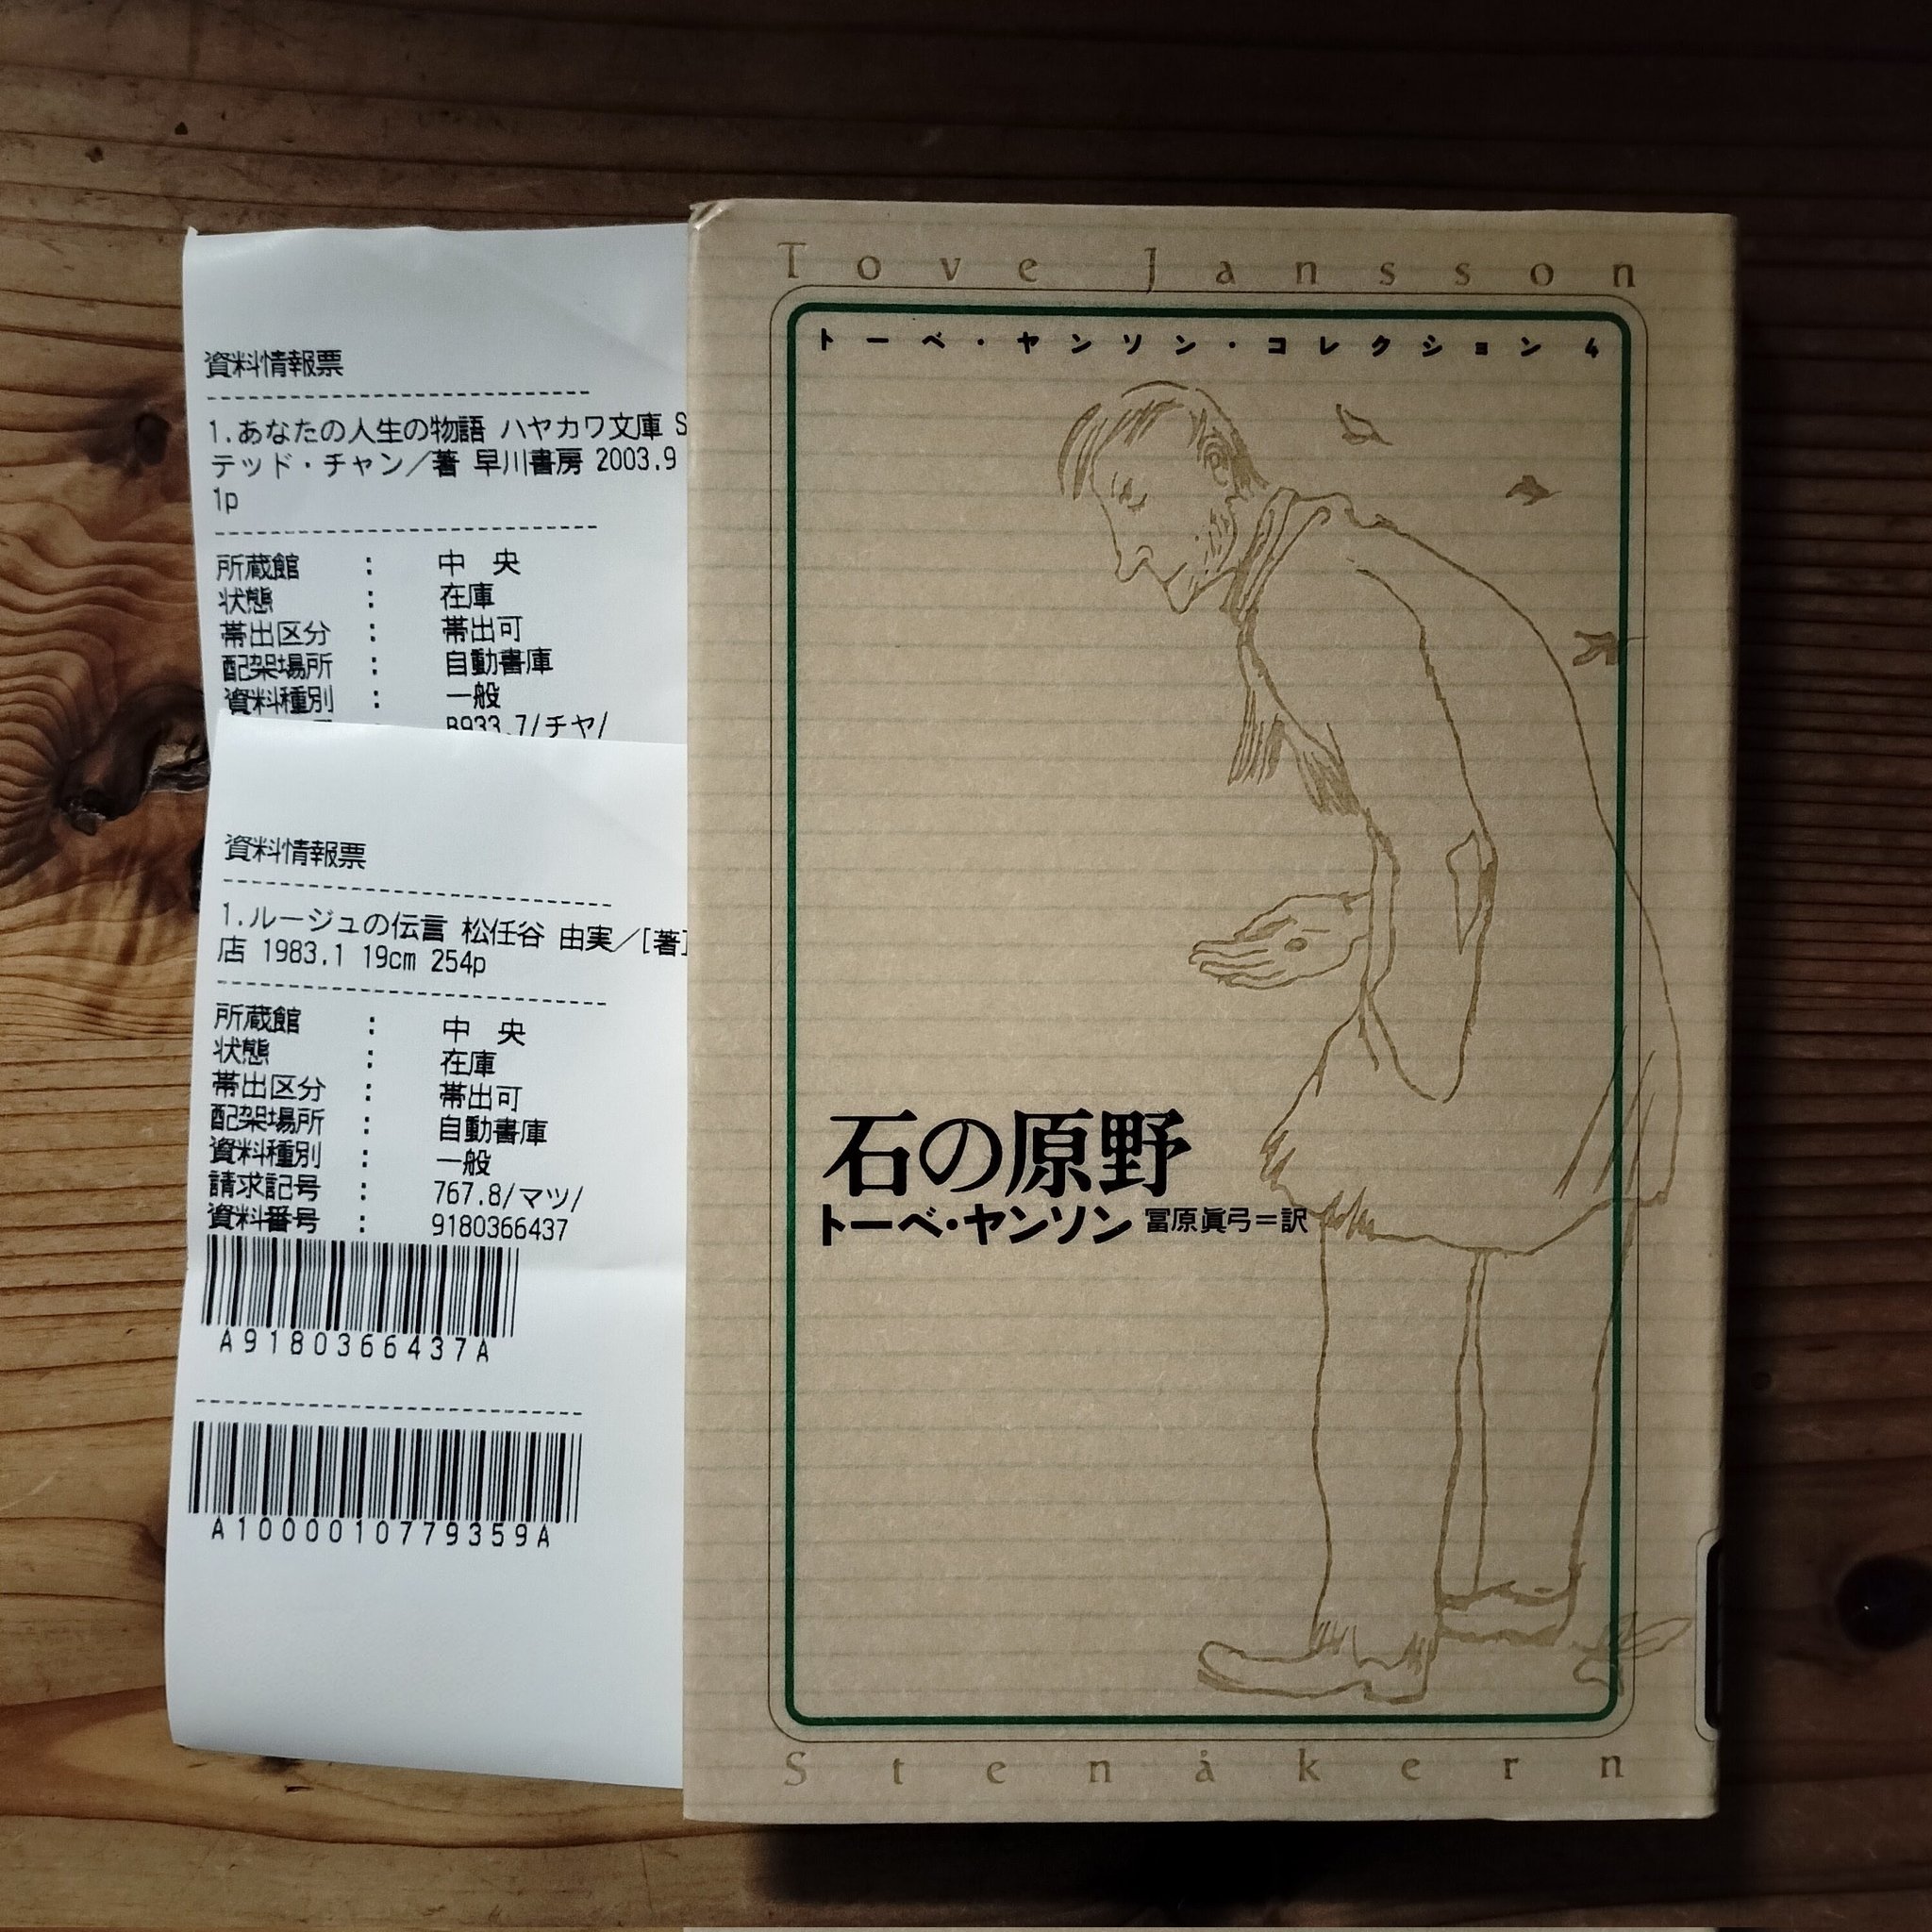 資料情報票
1.あなたの人生の物語 ハヤカワ文庫 S
テッド・チャン／著 早川書房 2003.9
1p
所蔵館 : 中 央
状態 : 在庫
帯出区分 : 帯出可
配架場所 : 自動書庫
資料種別 : 一般
B933.7/チヤ/
資料情報票
1.ルージュの伝言 松任谷 由実／[著]
店 1983.1 19cm 254p
所蔵館 : 中 央
状態 : 在庫
帯出区分 : 帯出可
配架場所 : 自動書庫
資料種別 : 一般
請求記号 : 767.8/マツ/
資料番号 : 9180366437
A9180366437A
A1000010779359A
Tove Jansson
トーベ・ヤンソン・コレクション 4
石の原野
トーベ・ヤンソン 冨原眞弓＝訳
Stenåkern